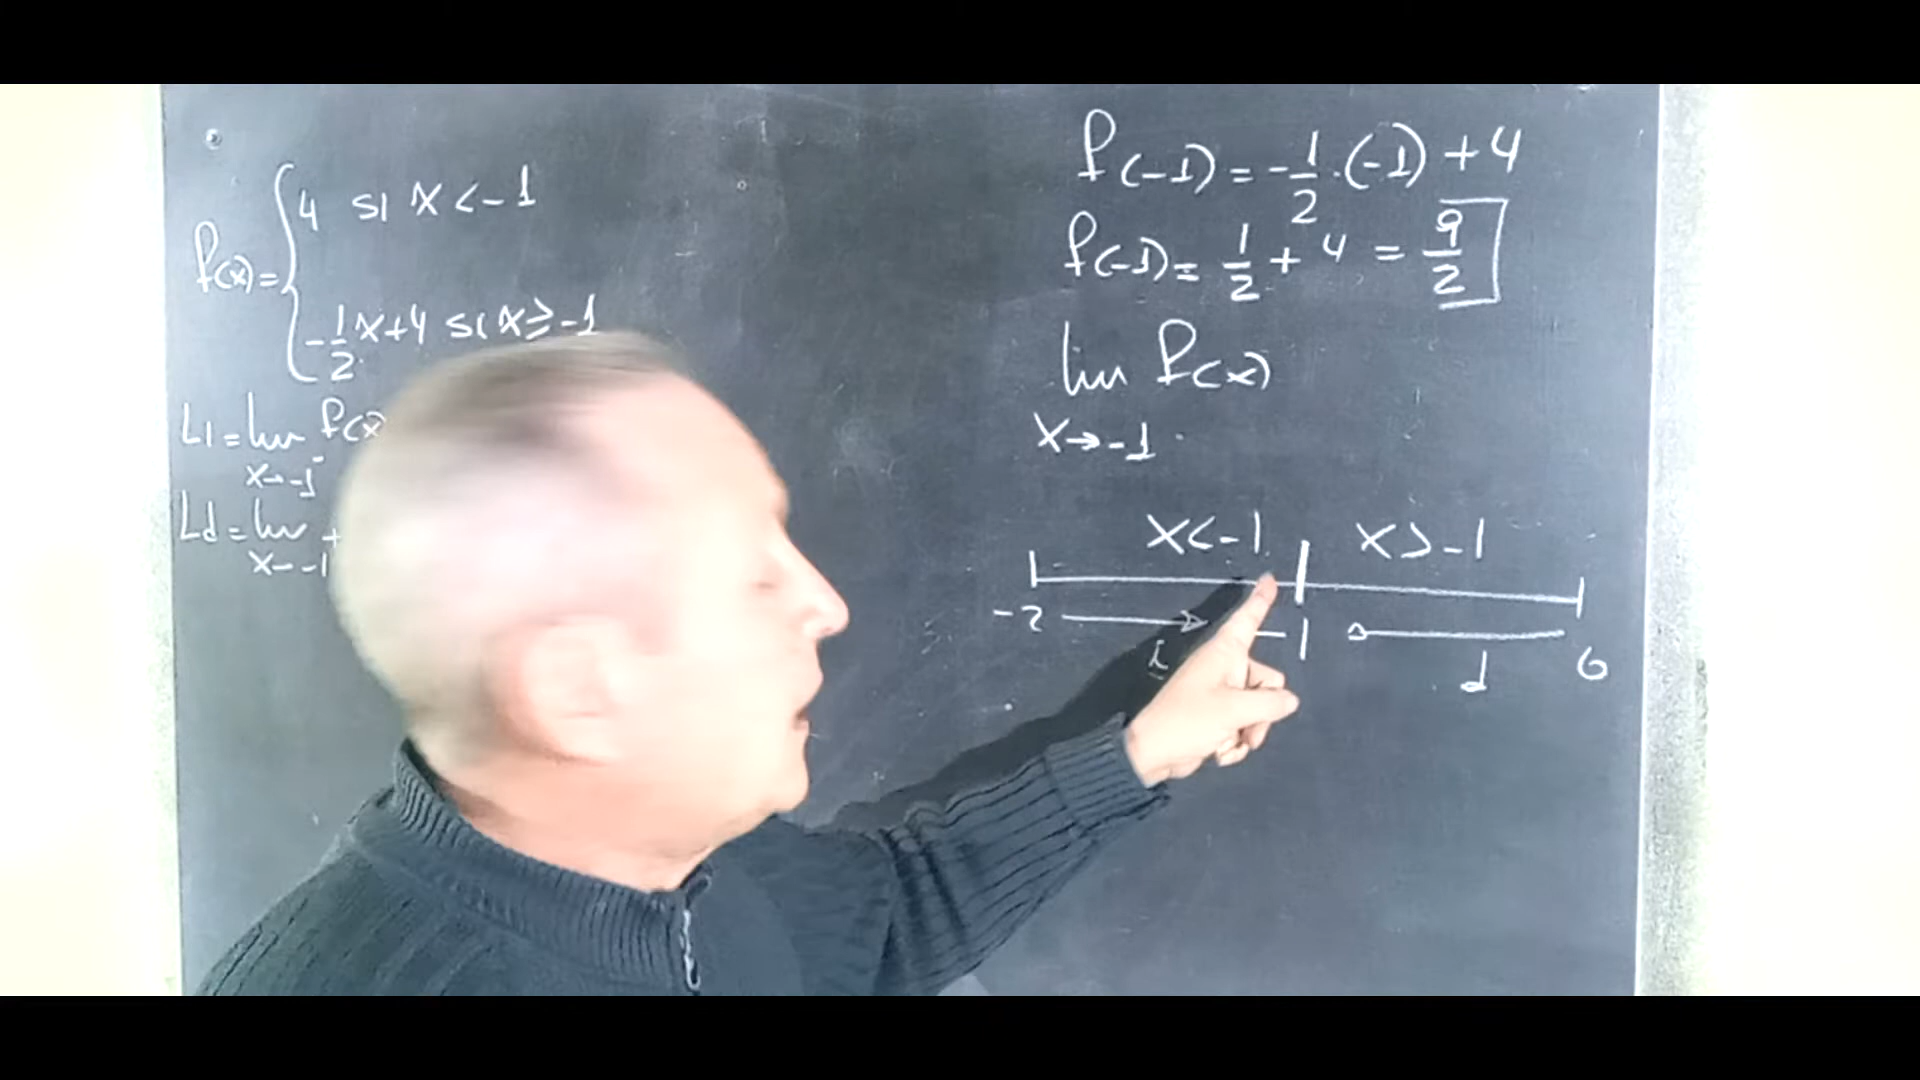 f(x) = { 4 si x < -1
-1/2 x + 4 si x ≥ -1
Li = lim f(x)
x → -1⁻
Ld = lim
x → -1⁺
f(-1) = -1/2 · (-1) + 4
f(-1) = 1/2 + 4 = 9/2
lim f(x)
x → -1
x < -1 x > -1
-2 -1 6
i d